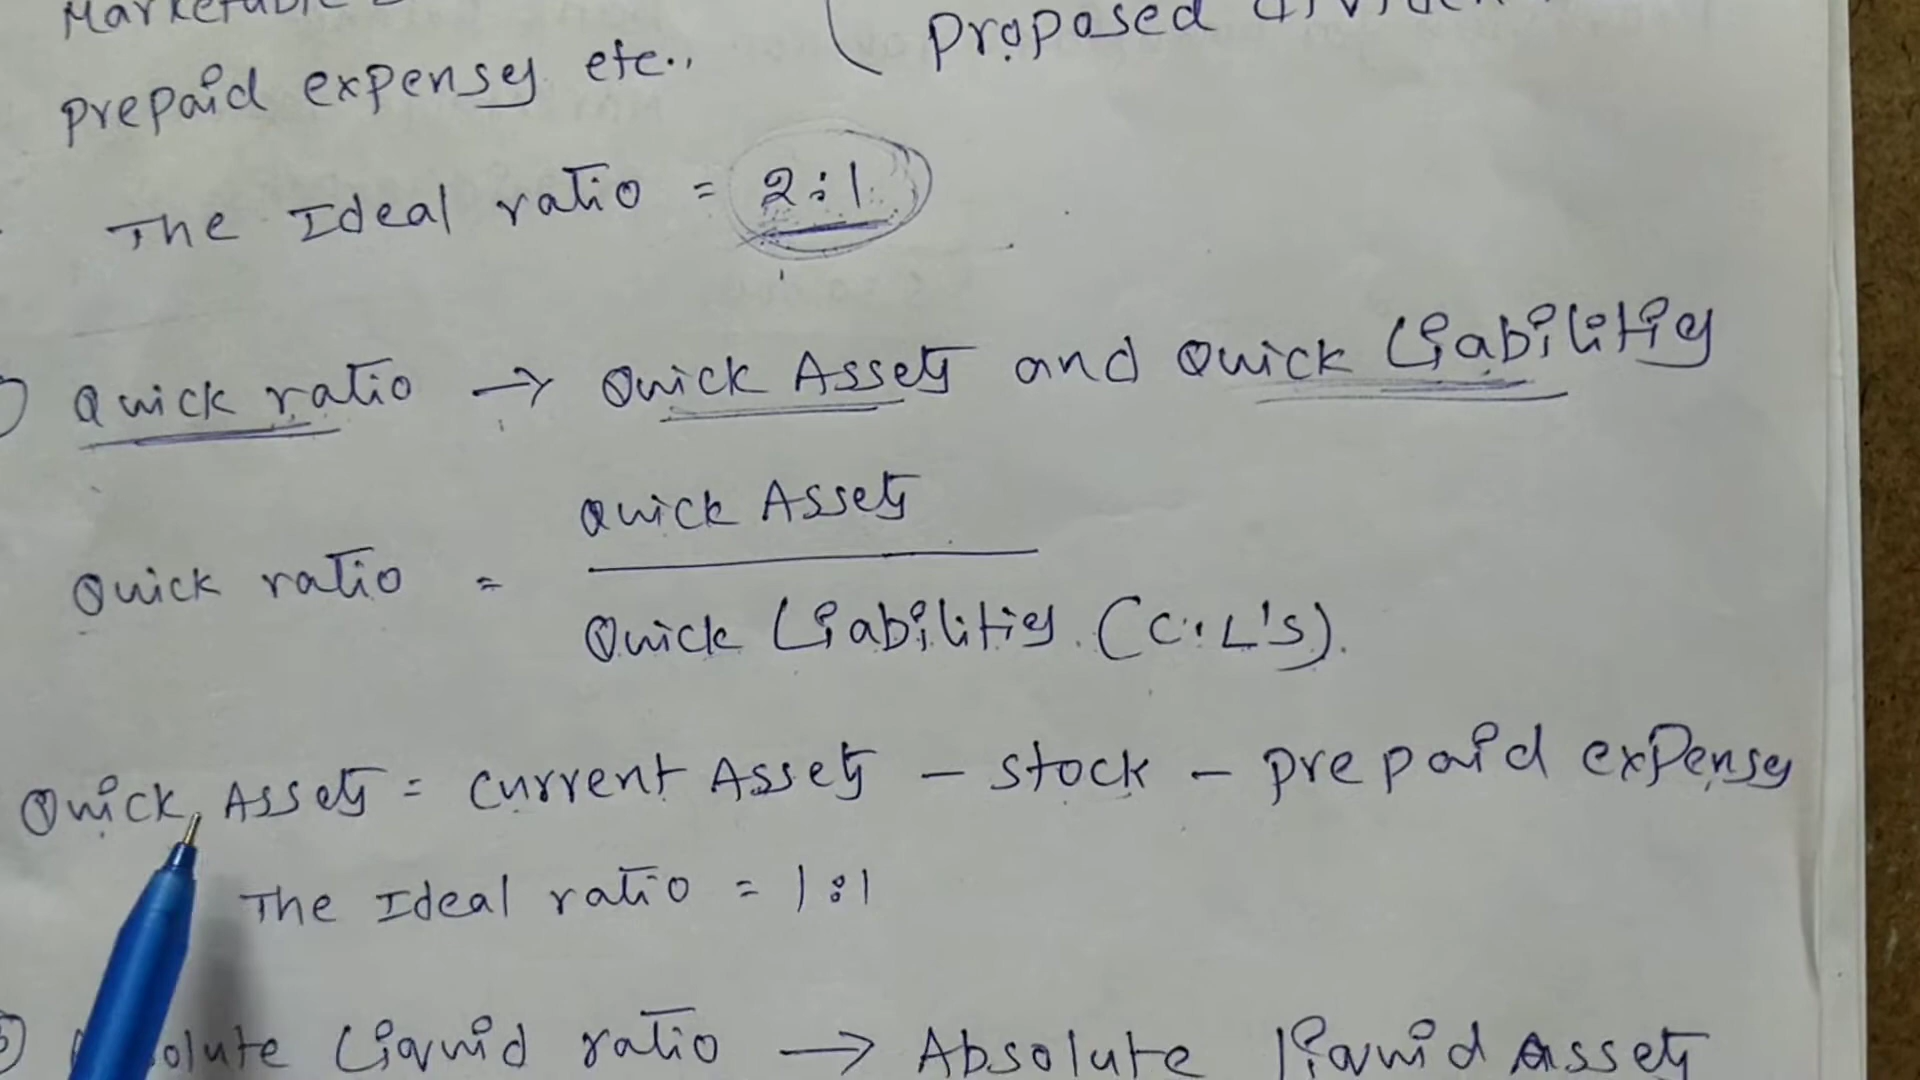 prepaid expenses etc.,
Proposed
The Ideal ratio = 2:1
Quick ratio → Quick Assets and Quick Liabilities
Quick Assets
Quick ratio =
Quick Liabilities (C.L's).
Quick Assets = Current Assets - stock - prepaid expenses
The Ideal ratio = 1:1
Liquid ratio → Absolute liquid Assets